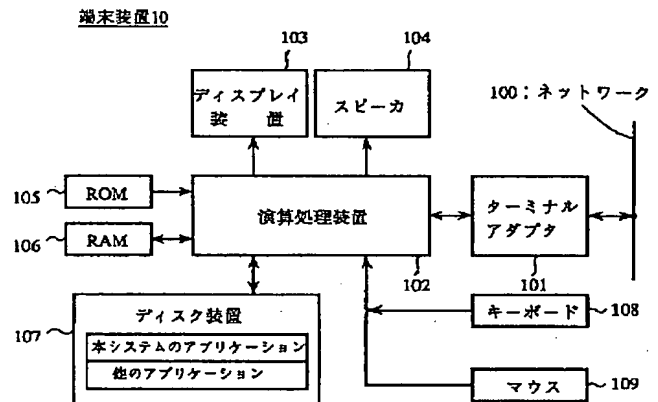 端末装置10
103
104
ディスプレイ
装 置
スピーカ
100：ネットワーク
105
ROM
106
RAM
演算処理装置
102
ターミナル
アダプタ
101
107
ディスク装置
本システムのアプリケーション
他のアプリケーション
キーボード
108
マウス
109